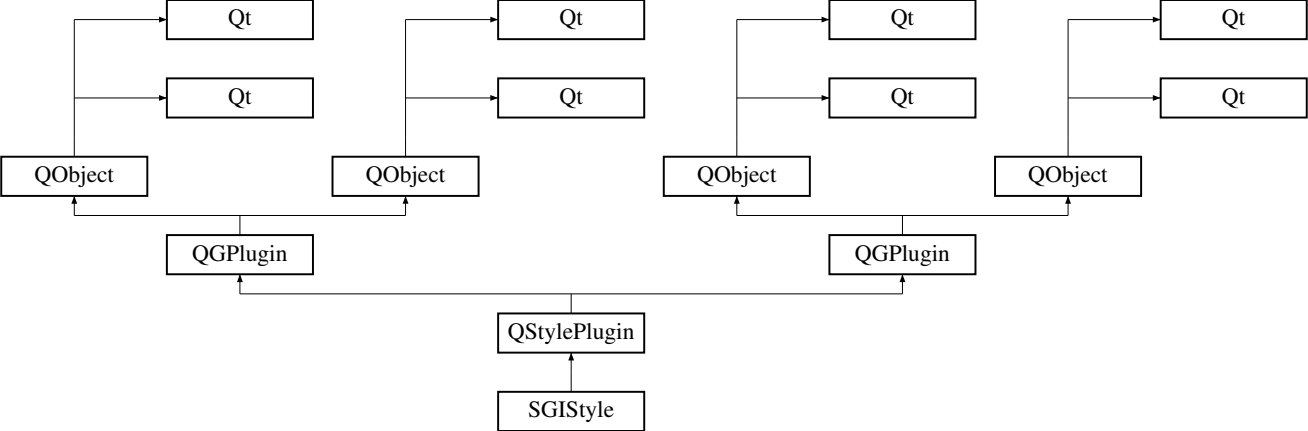 Qt Qt Qt Qt
Qt Qt Qt Qt
QObject QObject QObject QObject
QGPlugin QGPlugin
QStylePlugin
SGIStyle